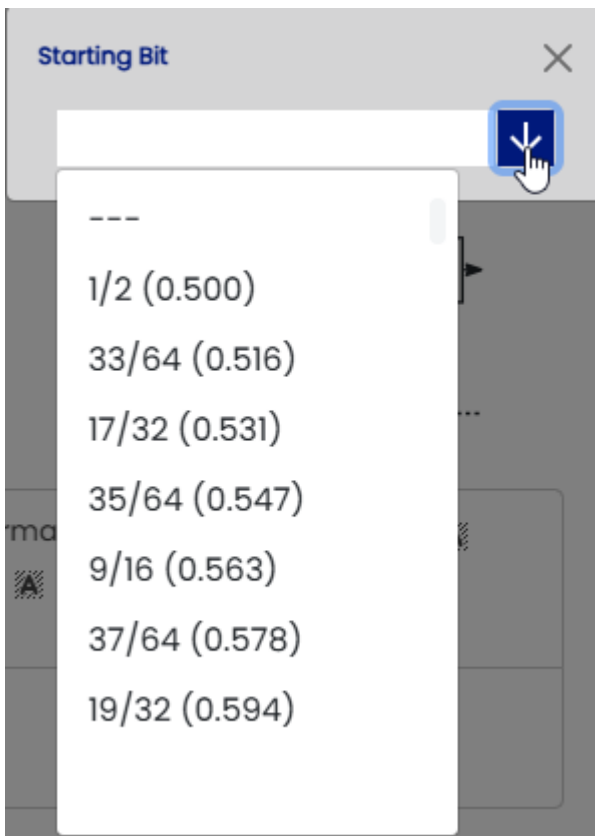 Starting Bit
---
1/2 (0.500)
33/64 (0.516)
17/32 (0.531)
35/64 (0.547)
9/16 (0.563)
37/64 (0.578)
19/32 (0.594)
rma
A